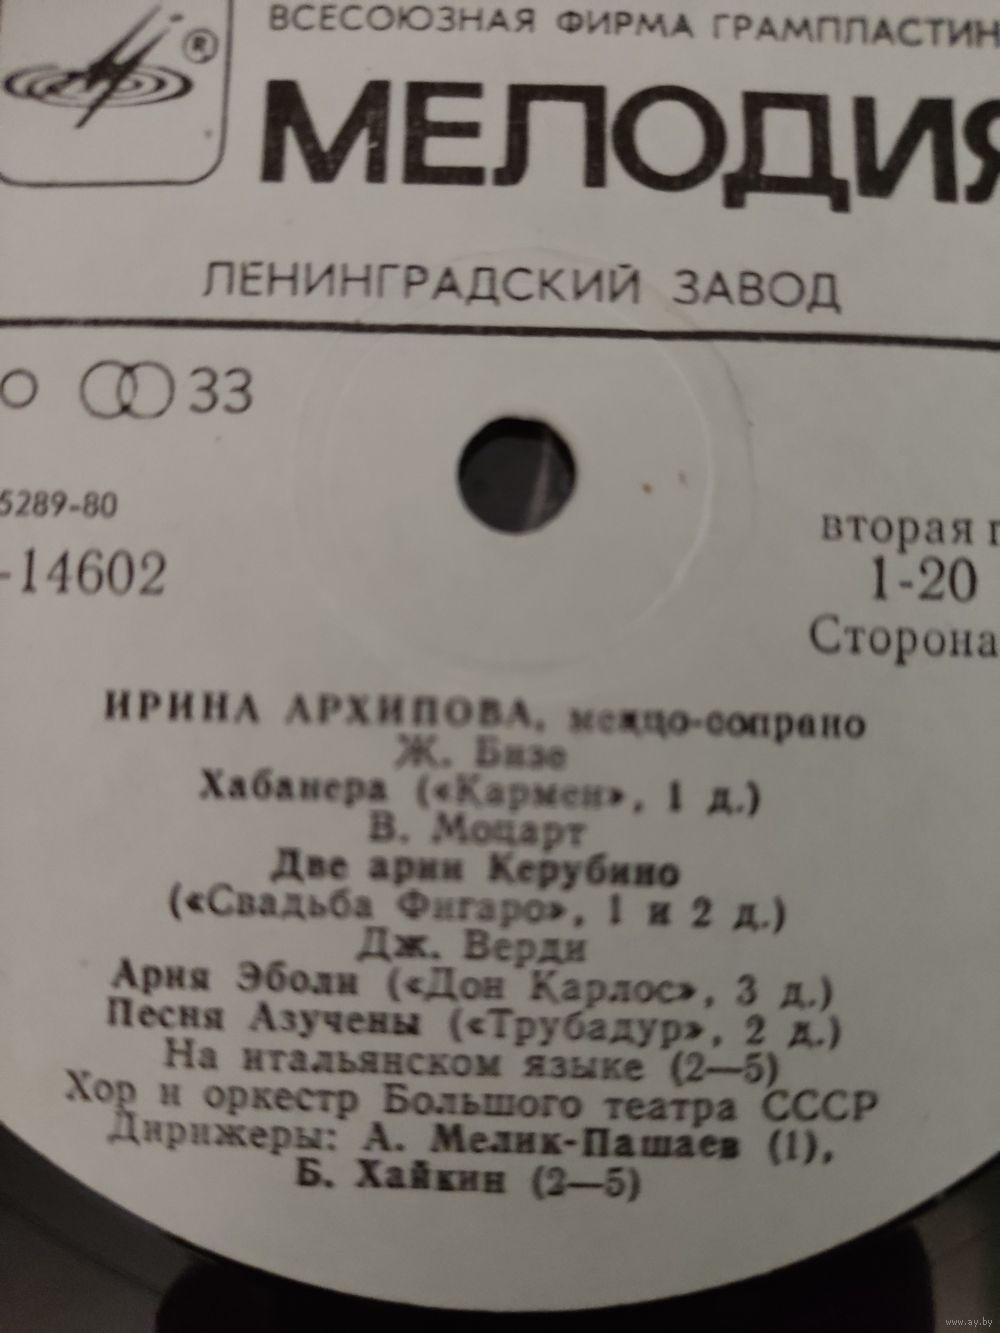 ВСЕСОЮЗНАЯ ФИРМА ГРАМПЛАСТИН
®
МЕЛОДИЯ
ЛЕНИНГРАДСКИЙ ЗАВОД
33
5289-80
-14602
вторая г
1-20
Сторона
ИРИНА АРХИПОВА, меццо-сопрано
Ж. Бизе
Хабанера («Кармен», 1 д.)
В. Моцарт
Две арии Керубино
(«Свадьба Фигаро», 1 и 2 д.)
Дж. Верди
Ария Эболи («Дон Карлос», 3 д.)
Песня Азучены («Трубадур», 2 д.)
На итальянском языке (2—5)
Хор и оркестр Большого театра СССР
Дирижеры: А. Мелик-Пашаев (1),
Б. Хайкин (2—5)
www.ay.by